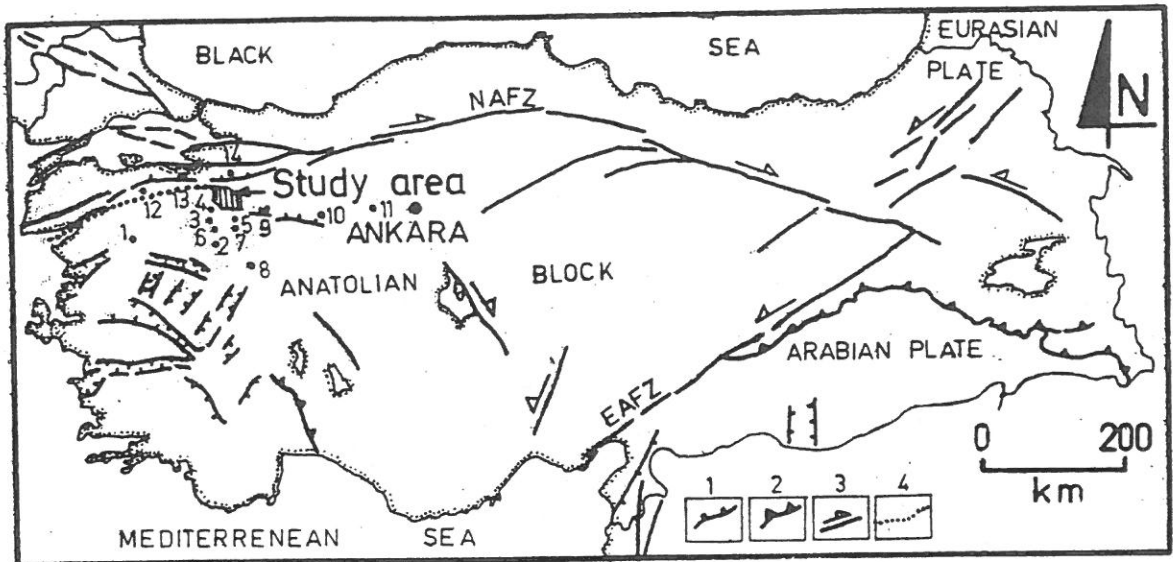 BLACK SEA
EURASIAN
PLATE
NAFZ
N
14
Study area
12 13 4
3 5 9 10 11
ANKARA
1 6 2 7
8
ANATOLIAN BLOCK
ARABIAN PLATE
EAFZ
0 200
km
1 2 3 4
MEDITERRENEAN SEA